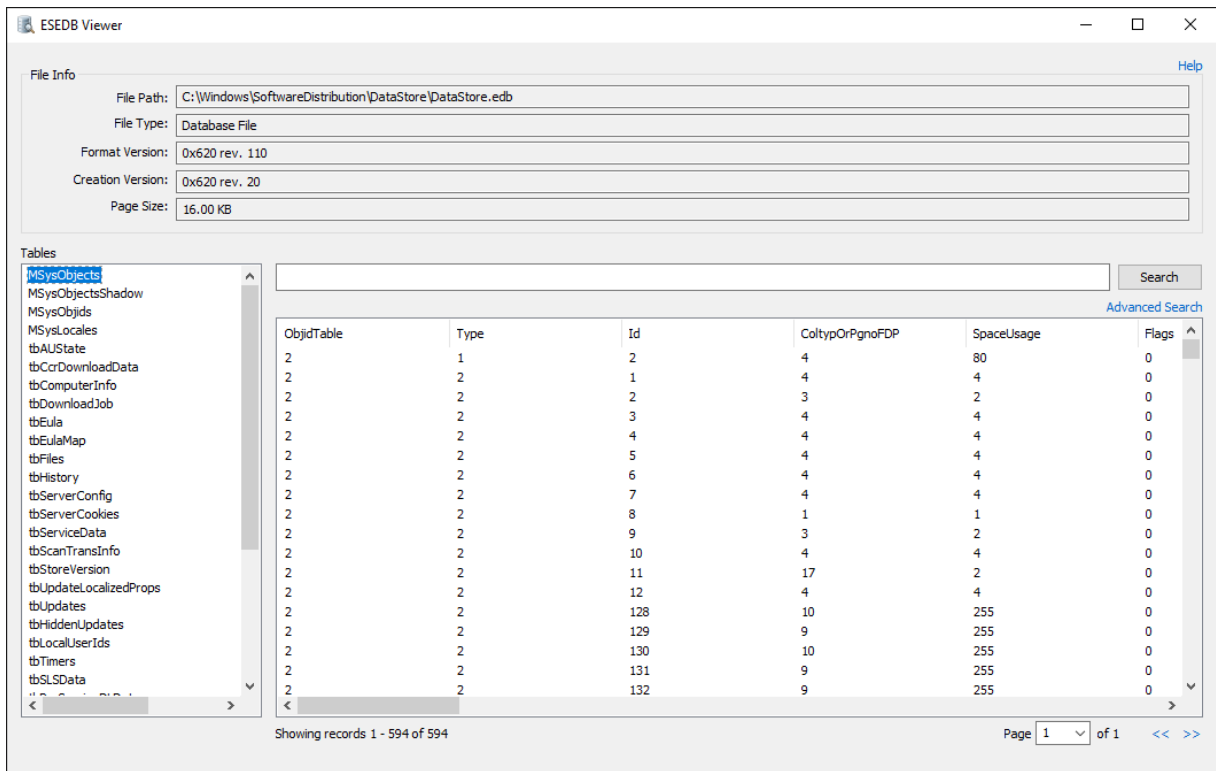 ESEDB Viewer
Help
File Info
File Path: C:\Windows\SoftwareDistribution\DataStore\DataStore.edb
File Type: Database File
Format Version: 0x620 rev. 110
Creation Version: 0x620 rev. 20
Page Size: 16.00 KB
Tables
MSysObjects
MSysObjectsShadow
MSysObjids
MSysLocales
tbAUState
tbCcrDownloadData
tbComputerInfo
tbDownloadJob
tbEula
tbEulaMap
tbFiles
tbHistory
tbServerConfig
tbServerCookies
tbServiceData
tbScanTransInfo
tbStoreVersion
tbUpdateLocalizedProps
tbUpdates
tbHiddenUpdates
tbLocalUserIds
tbTimers
tbSLSData
Search
Advanced Search
ObjidTable Type Id ColtypOrPgnoFDP SpaceUsage Flags
2 1 2 4 80 0
2 2 1 4 4 0
2 2 2 3 2 0
2 2 3 4 4 0
2 2 4 4 4 0
2 2 5 4 4 0
2 2 6 4 4 0
2 2 7 4 4 0
2 2 8 1 1 0
2 2 9 3 2 0
2 2 10 4 4 0
2 2 11 17 2 0
2 2 12 4 4 0
2 2 128 10 255 0
2 2 129 9 255 0
2 2 130 10 255 0
2 2 131 9 255 0
2 2 132 9 255 0
Showing records 1 - 594 of 594
Page 1 of 1 << >>